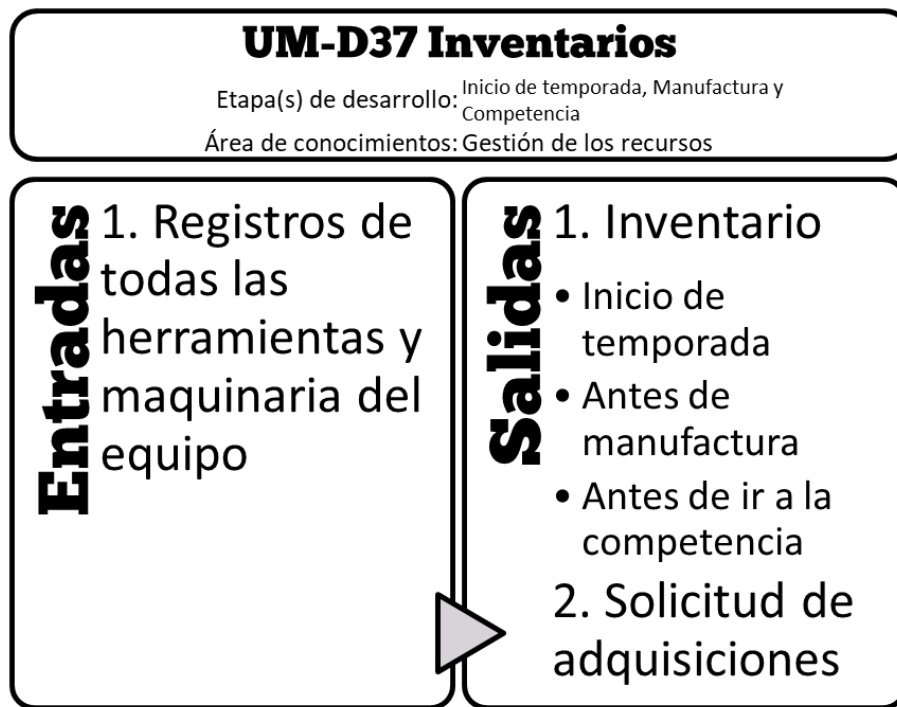 UM-D37 Inventarios
Etapa(s) de desarrollo: Inicio de temporada, Manufactura y
Competencia
Área de conocimientos: Gestión de los recursos
Entradas
1. Registros de
todas las
herramientas y
maquinaria del
equipo
Salidas
1. Inventario
• Inicio de
temporada
• Antes de
manufactura
• Antes de ir a la
competencia
2. Solicitud de
adquisiciones